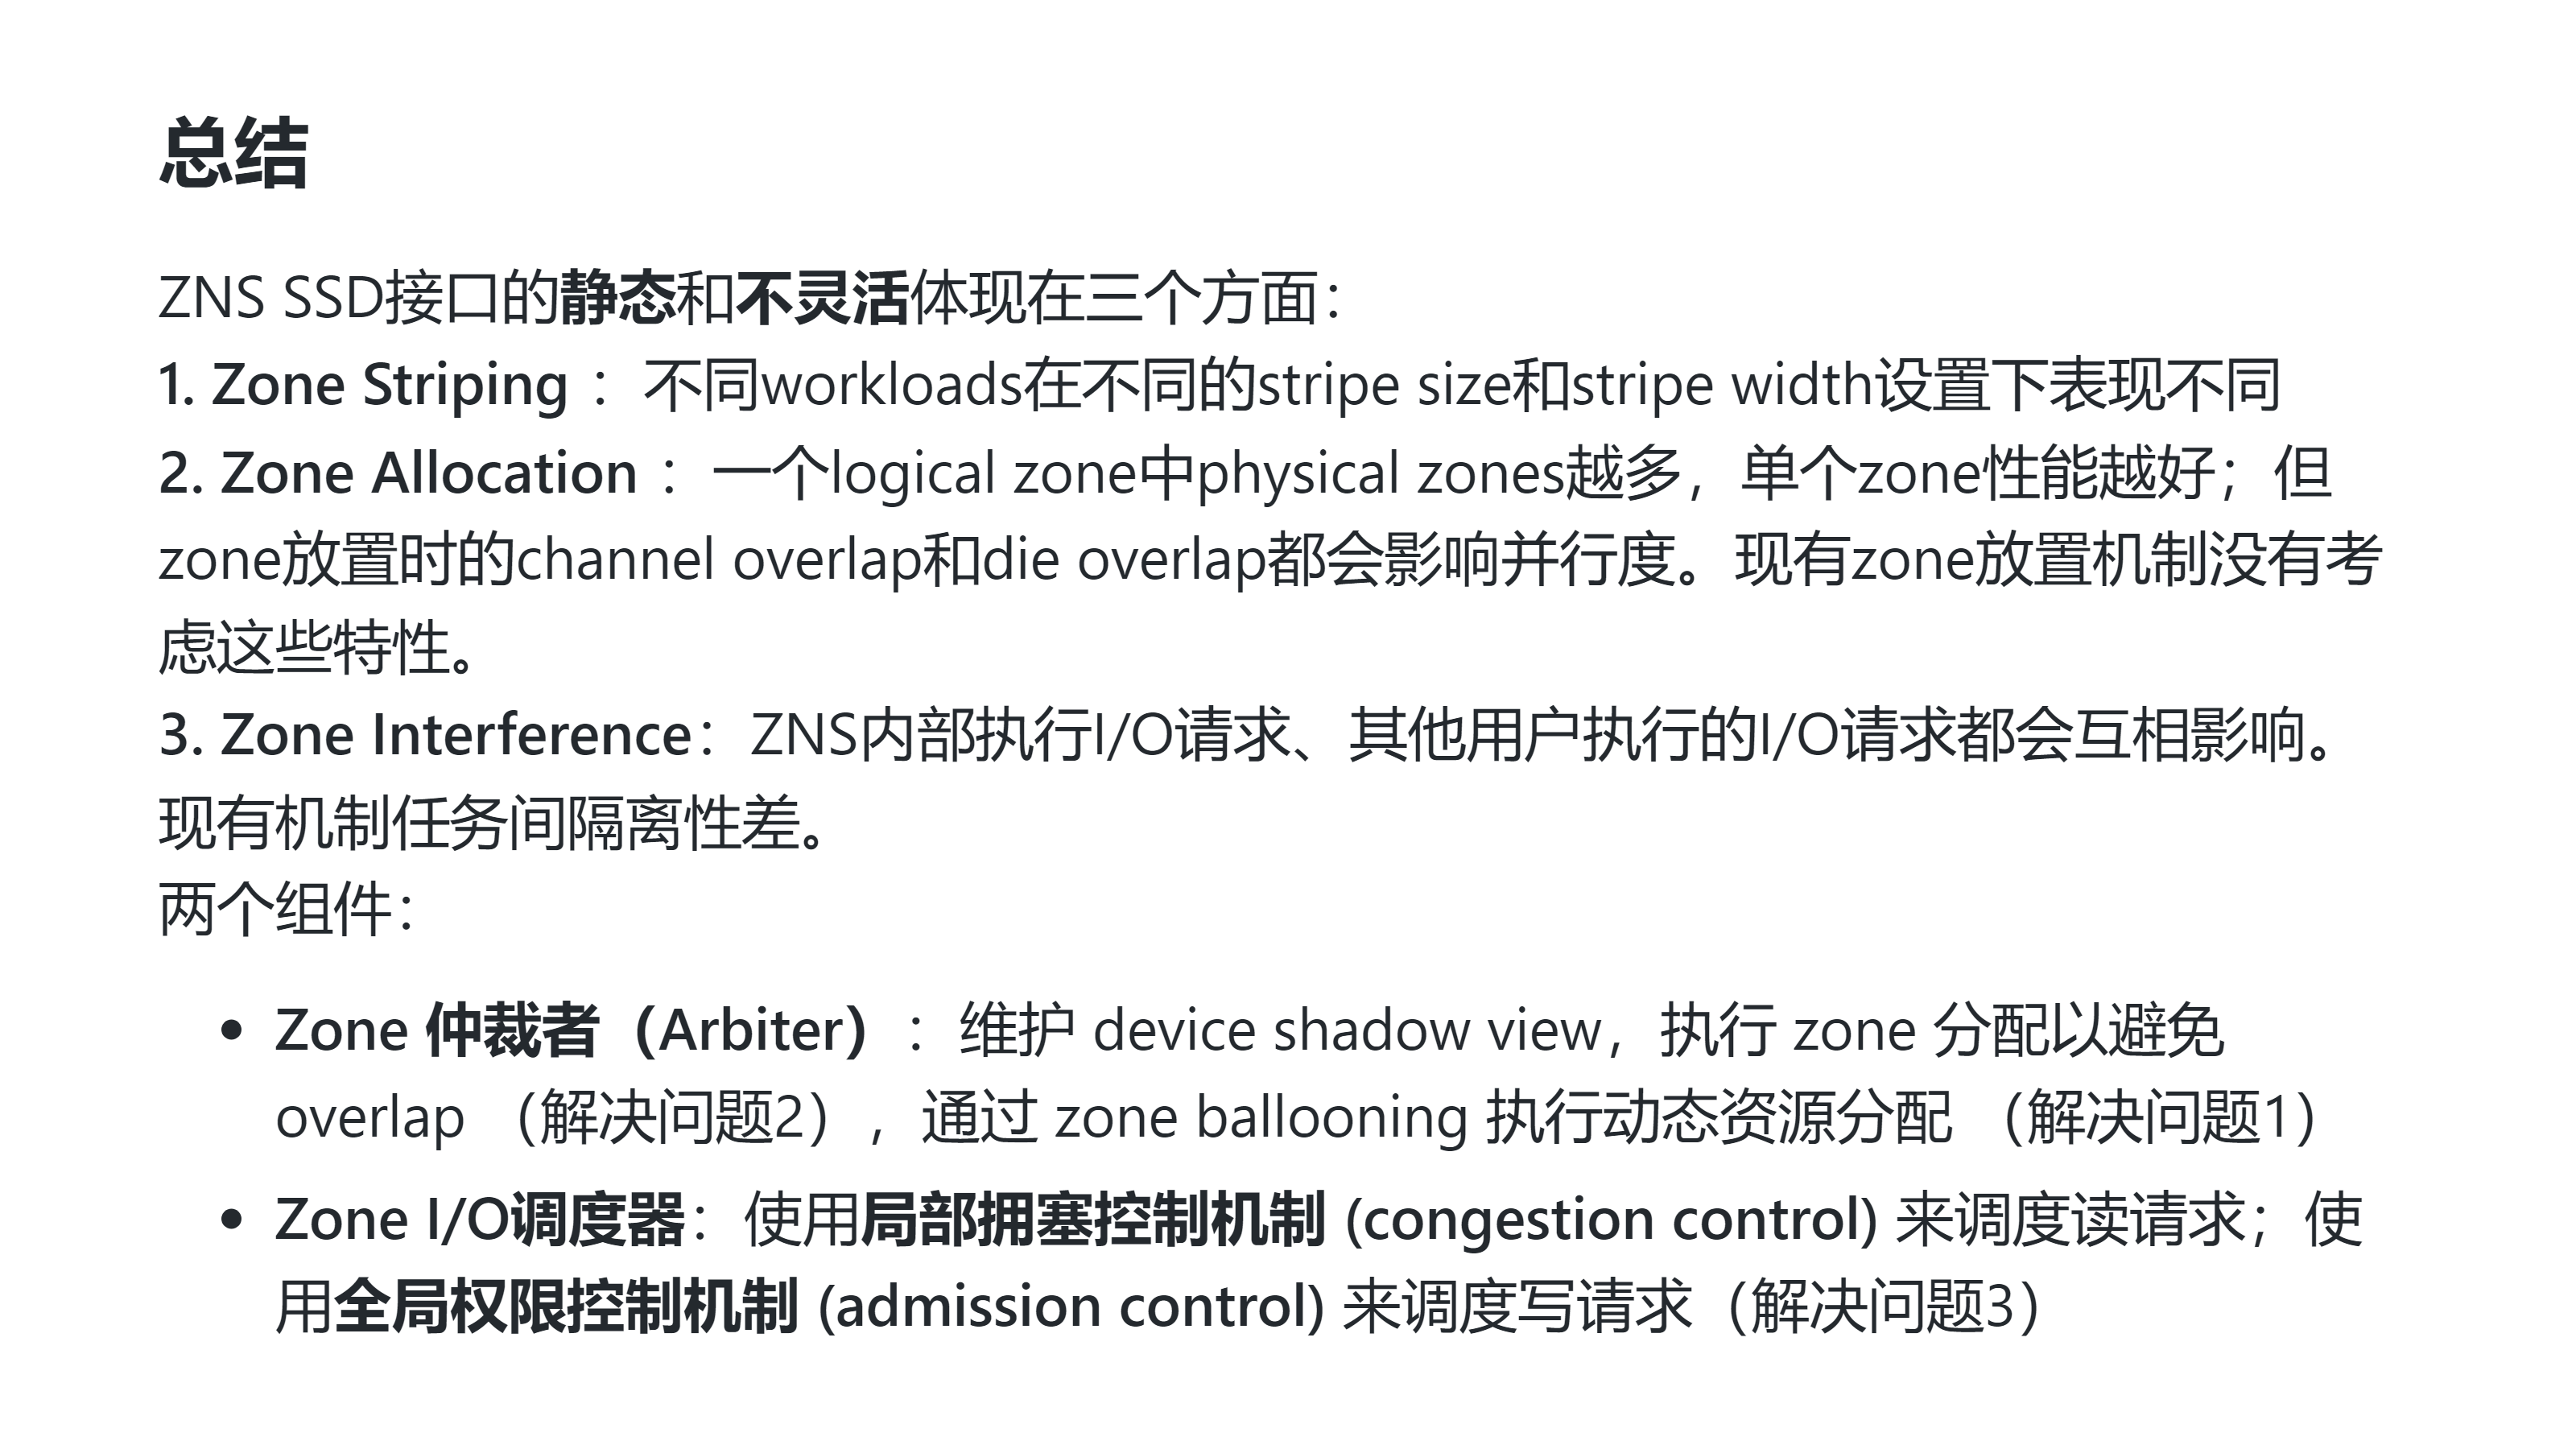 总结
ZNS SSD接口的静态和不灵活体现在三个方面：
1. Zone Striping ：不同workloads在不同的stripe size和stripe width设置下表现不同
2. Zone Allocation ：一个logical zone中physical zones越多，单个zone性能越好；但
zone放置时的channel overlap和die overlap都会影响并行度。现有zone放置机制没有考
虑这些特性。
3. Zone Interference：ZNS内部执行I/O请求、其他用户执行的I/O请求都会互相影响。
现有机制任务间隔离性差。
两个组件：
• Zone 仲裁者（Arbiter）：维护 device shadow view，执行 zone 分配以避免
overlap （解决问题2），通过 zone ballooning 执行动态资源分配 （解决问题1）
• Zone I/O调度器：使用局部拥塞控制机制 (congestion control) 来调度读请求；使
用全局权限控制机制 (admission control) 来调度写请求（解决问题3）